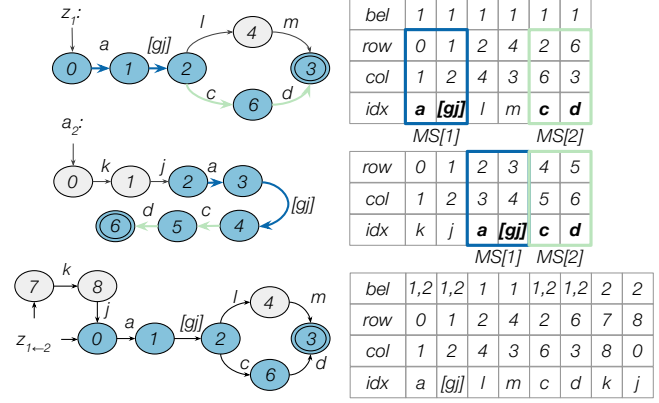 z1:
a [gj] l m
0 1 2 4 3
c 6 d
bel 1 1 1 1 1 1
row 0 1 2 4 2 6
col 1 2 4 3 6 3
idx a [gj] l m c d
MS[1] MS[2]
a2:
k j a
0 1 2 3
[gj]
d c
6 5 4
row 0 1 2 3 4 5
col 1 2 3 4 5 6
idx k j a [gj] c d
MS[1] MS[2]
k
7 8
j
z1←2 0 a 1 [gj] 2 l 4 m 3
c 6 d
bel 1,2 1,2 1 1 1,2 1,2 2 2
row 0 1 2 4 2 6 7 8
col 1 2 4 3 6 3 8 0
idx a [gj] l m c d k j